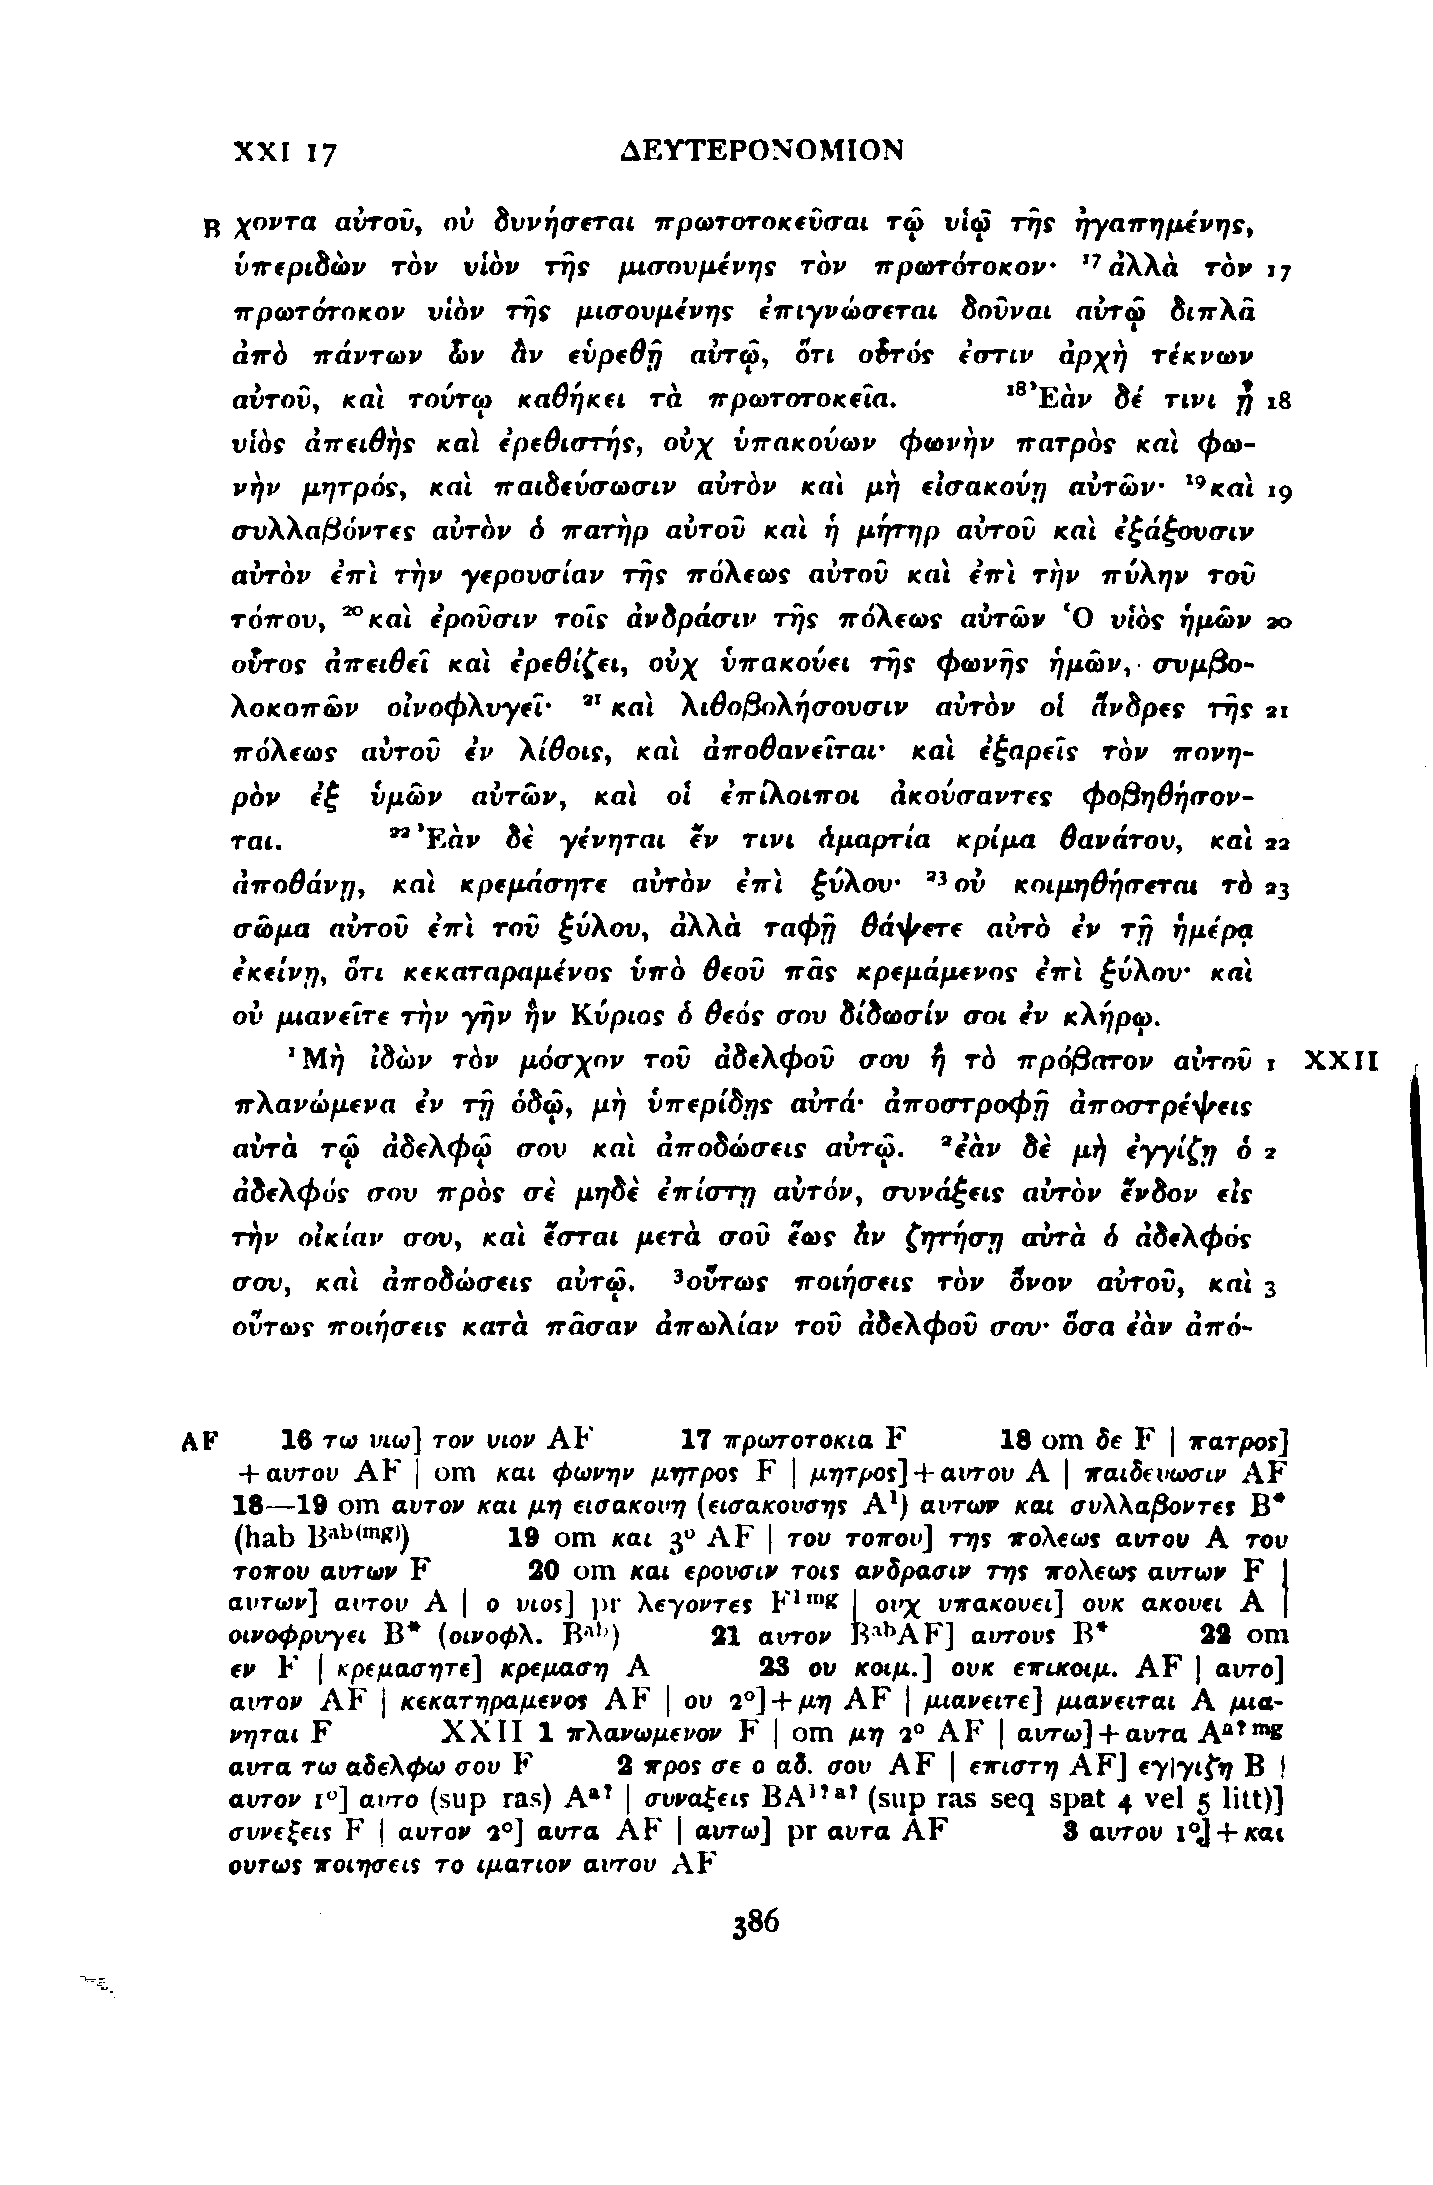 XXI 17 ΔΕΥΤΕΡΟΝΟΜΙΟΝ
B χοντα αὐτοῦ, οὐ δυνήσεται πρωτοτοκεῦσαι τῷ υἱῷ τῆς ἠγαπημένης,
ὑπεριδὼν τὸν υἱὸν τῆς μισουμένης τὸν πρωτότοκον· ¹⁷ἀλλὰ τὸν 17
πρωτότοκον υἱὸν τῆς μισουμένης ἐπιγνώσεται δοῦναι αὐτῷ διπλᾶ
ἀπὸ πάντων ὧν ἂν εὑρεθῇ αὐτῷ, ὅτι οὗτός ἐστιν ἀρχὴ τέκνων
αὐτοῦ, καὶ τούτῳ καθήκει τὰ πρωτοτοκεῖα. ¹⁸Ἐὰν δέ τινι ᾖ 18
υἱὸς ἀπειθὴς καὶ ἐρεθιστής, οὐχ ὑπακούων φωνὴν πατρὸς καὶ φω-
νὴν μητρός, καὶ παιδεύσωσιν αὐτὸν καὶ μὴ εἰσακούῃ αὐτῶν· ¹⁹καὶ 19
συλλαβόντες αὐτὸν ὁ πατὴρ αὐτοῦ καὶ ἡ μήτηρ αὐτοῦ καὶ ἐξάξουσιν
αὐτὸν ἐπὶ τὴν γερουσίαν τῆς πόλεως αὐτοῦ καὶ ἐπὶ τὴν πύλην τοῦ
τόπου, ²⁰καὶ ἐροῦσιν τοῖς ἀνδράσιν τῆς πόλεως αὐτῶν Ὁ υἱὸς ἡμῶν 20
οὗτος ἀπειθεῖ καὶ ἐρεθίζει, οὐχ ὑπακούει τῆς φωνῆς ἡμῶν, συμβο-
λοκοπῶν οἰνοφλυγεῖ· ²¹καὶ λιθοβολήσουσιν αὐτὸν οἱ ἄνδρες τῆς 21
πόλεως αὐτοῦ ἐν λίθοις, καὶ ἀποθανεῖται· καὶ ἐξαρεῖς τὸν πονη-
ρὸν ἐξ ὑμῶν αὐτῶν, καὶ οἱ ἐπίλοιποι ἀκούσαντες φοβηθήσον-
ται. ²²Ἐὰν δὲ γένηται ἔν τινι ἁμαρτία κρίμα θανάτου, καὶ 22
ἀποθάνῃ, καὶ κρεμάσητε αὐτὸν ἐπὶ ξύλου· ²³οὐ κοιμηθήσεται τὸ 23
σῶμα αὐτοῦ ἐπὶ τοῦ ξύλου, ἀλλὰ ταφῇ θάψετε αὐτὸ ἐν τῇ ἡμέρᾳ
ἐκείνῃ, ὅτι κεκαταραμένος ὑπὸ θεοῦ πᾶς κρεμάμενος ἐπὶ ξύλου· καὶ
οὐ μιανεῖτε τὴν γῆν ἣν Κύριος ὁ θεός σου δίδωσίν σοι ἐν κλήρῳ.
¹Μὴ ἰδὼν τὸν μόσχον τοῦ ἀδελφοῦ σου ἢ τὸ πρόβατον αὐτοῦ 1 XXII
πλανώμενα ἐν τῇ ὁδῷ, μὴ ὑπερίδῃς αὐτά· ἀποστροφῇ ἀποστρέψεις
αὐτὰ τῷ ἀδελφῷ σου καὶ ἀποδώσεις αὐτῷ. ²ἐὰν δὲ μὴ ἐγγίζῃ ὁ 2
ἀδελφός σου πρὸς σὲ μηδὲ ἐπίστῃ αὐτόν, συνάξεις αὐτὸν ἔνδον εἰς
τὴν οἰκίαν σου, καὶ ἔσται μετὰ σοῦ ἕως ἂν ζητήσῃ αὐτὰ ὁ ἀδελφός
σου, καὶ ἀποδώσεις αὐτῷ. ³οὕτως ποιήσεις τὸν ὄνον αὐτοῦ, καὶ 3
οὕτως ποιήσεις κατὰ πᾶσαν ἀπωλίαν τοῦ ἀδελφοῦ σου· ὅσα ἐὰν ἀπό-
AF 16 τω υιω] τον υιον AF 17 πρωτοτοκια F 18 om δε F | πατρος]
+αυτου AF | om και φωνην μητρος F | μητρος]+αυτου A | παιδευωσιν AF
18—19 om αυτον και μη εισακουη (εισακουσης A¹) αυτων και συλλαβοντες B*
(hab Bᵃᵇ⁽ᵐᵍ⁾) 19 om και 3° AF | του τοπου] της πολεως αυτου A του
τοπου αυτων F 20 om και ερουσιν τοις ανδρασιν της πολεως αυτων F |
αυτων] αυτου A | ο υιος] pr λεγοντες F¹ᵐᵍ | ουχ υπακουει] ουκ ακουει A |
οινοφρυγει B* (οινοφλ. Bᵃᵇ) 21 αυτον BᵃᵇAF] αυτους B* 22 om
εν F | κρεμασητε] κρεμαση A 23 ου κοιμ.] ουκ επικοιμ. AF | αυτο]
αυτον AF | κεκατηραμενος AF | ου 2°]+μη AF | μιανειτε] μιανειται A μια-
νηται F XXII 1 πλανωμενον F | om μη 2° AF | αυτω]+αυτα Aᵃ?ᵐᵍ
αυτα τω αδελφω σου F 2 προς σε ο αδ. σου AF | επιστη AF] εγ|γιζη B |
αυτον 1°] αυτο (sup ras) Aᵃ? | συναξεις BA¹?ᵃ? (sup ras seq spat 4 vel 5 litt)]
συνεξεις F | αυτον 2°] αυτα AF | αυτω] pr αυτα AF 3 αυτου 1°]+και
ουτως ποιησεις το ιματιον αυτου AF
386